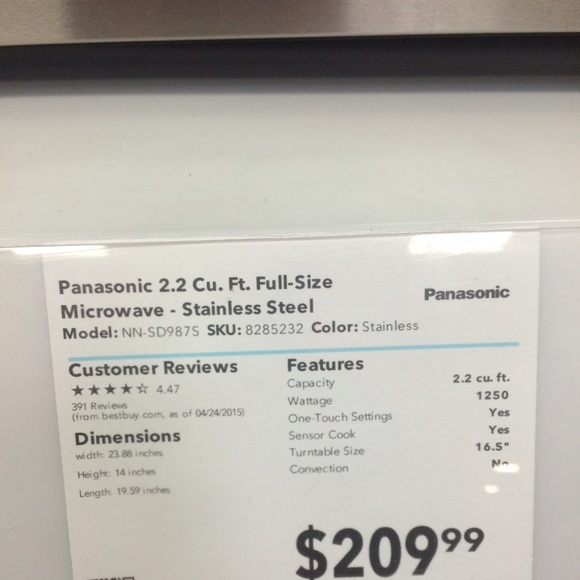 Panasonic 2.2 Cu. Ft. Full-Size
Microwave - Stainless Steel
Panasonic
Model: NN-SD987S SKU: 8285232 Color: Stainless
Customer Reviews
4.47
391 Reviews
(from bestbuy.com, as of 04/24/2015)
Dimensions
width: 23.88 inches
Height: 14 inches
Length: 19.59 inches
Features
Capacity 2.2 cu. ft.
Wattage 1250
One-Touch Settings Yes
Sensor Cook Yes
Turntable Size 16.5"
Convection No
$209 99